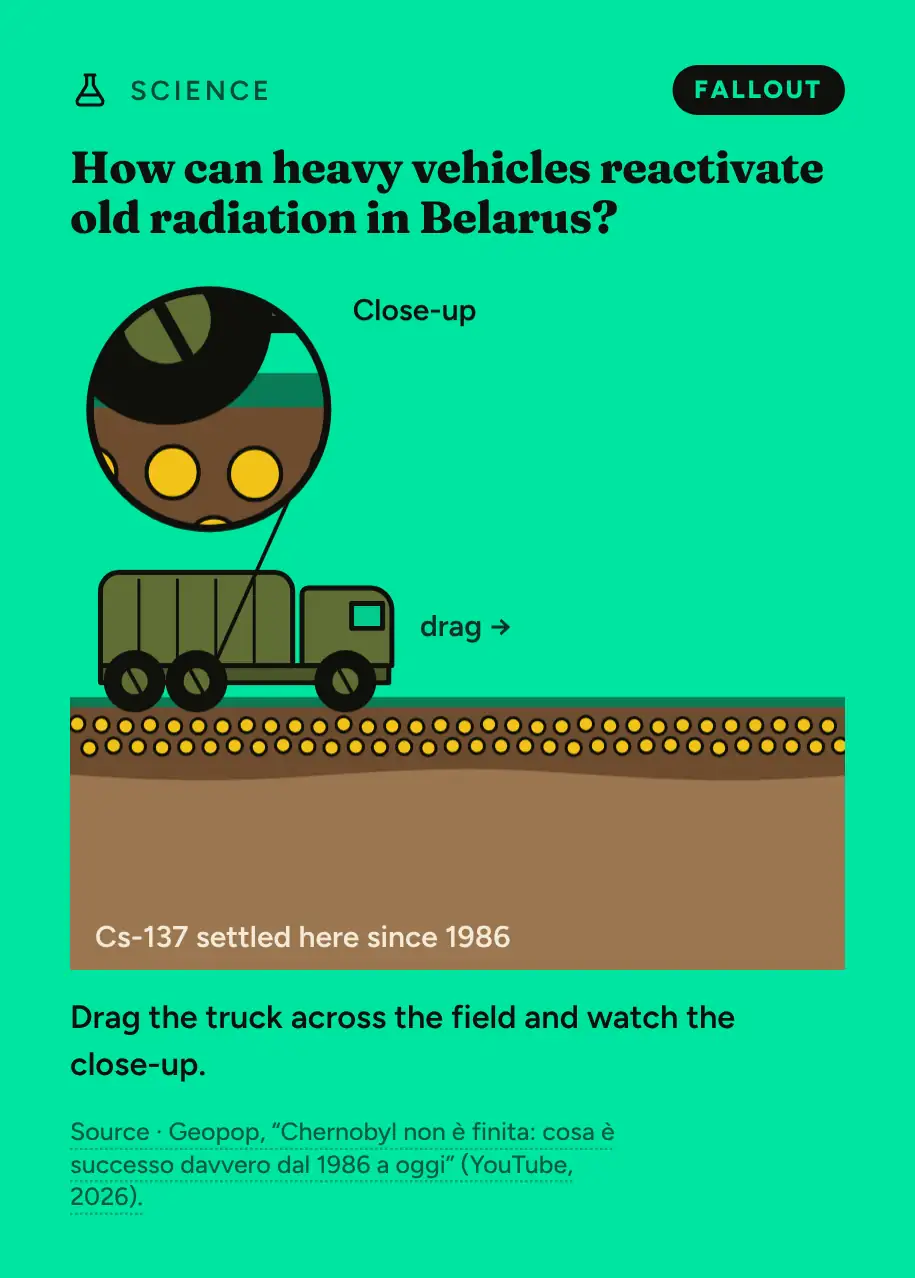 SCIENCE
FALLOUT
How can heavy vehicles reactivate
old radiation in Belarus?
Close-up
drag →
Cs-137 settled here since 1986
Drag the truck across the field and watch the
close-up.
Source · Geopop, “Chernobyl non è finita: cosa è
successo davvero dal 1986 a oggi” (YouTube,
2026).